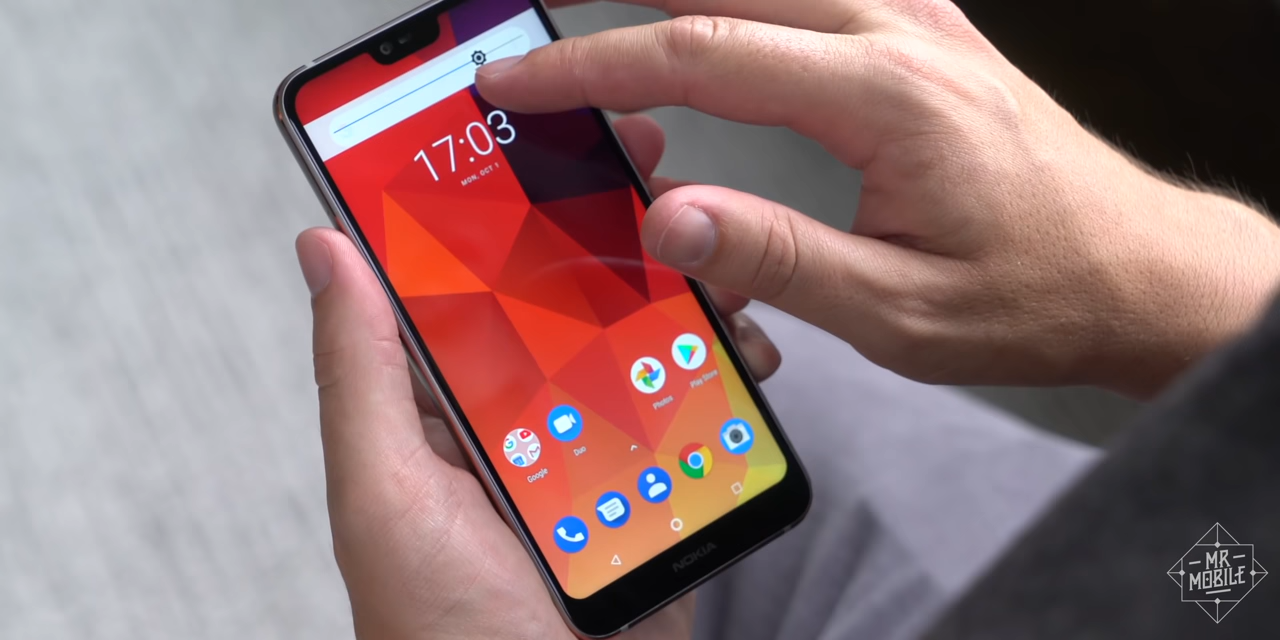 17:03
MON, OCT 1
Photos
Play Store
Google
Duo
NOKIA
MR
MOBILE